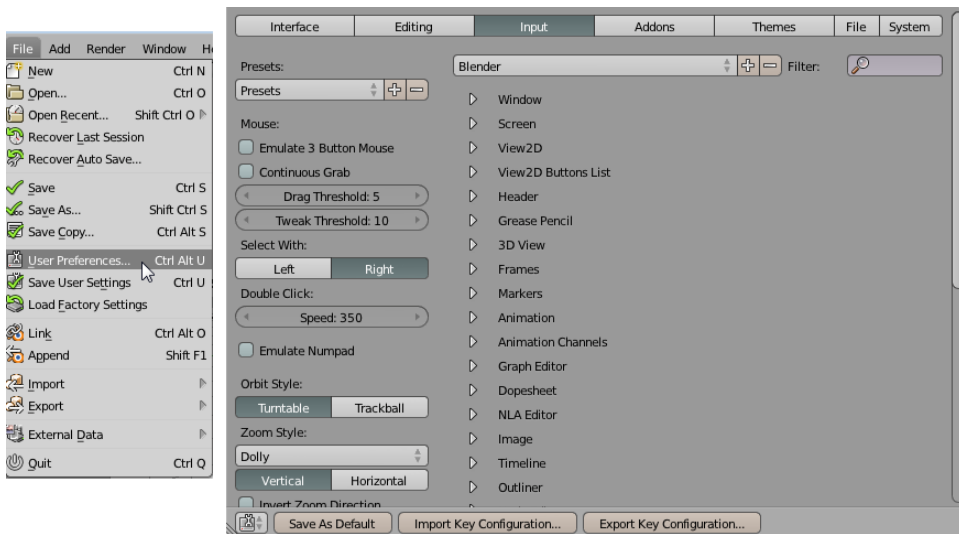 File Add Render Window H
New Ctrl N
Open... Ctrl O
Open Recent... Shift Ctrl O
Recover Last Session
Recover Auto Save...
Save Ctrl S
Save As... Shift Ctrl S
Save Copy... Ctrl Alt S
User Preferences... Ctrl Alt U
Save User Settings Ctrl U
Load Factory Settings
Link Ctrl Alt O
Append Shift F1
Import
Export
External Data
Quit Ctrl Q
Interface Editing Input Addons Themes File System
Presets:
Presets
Mouse:
Emulate 3 Button Mouse
Continuous Grab
Drag Threshold: 5
Tweak Threshold: 10
Select With:
Left Right
Double Click:
Speed: 350
Emulate Numpad
Orbit Style:
Turntable Trackball
Zoom Style:
Dolly
Vertical Horizontal
Invert Zoom Direction
Blender Filter:
Window
Screen
View2D
View2D Buttons List
Header
Grease Pencil
3D View
Frames
Markers
Animation
Animation Channels
Graph Editor
Dopesheet
NLA Editor
Image
Timeline
Outliner
Save As Default Import Key Configuration... Export Key Configuration...